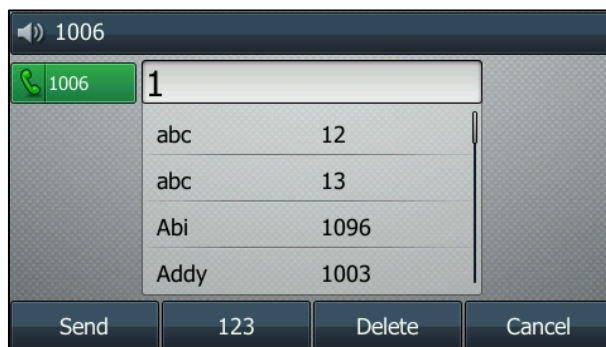 1006
1006 1
abc 12
abc 13
Abi 1096
Addy 1003
Send 123 Delete Cancel